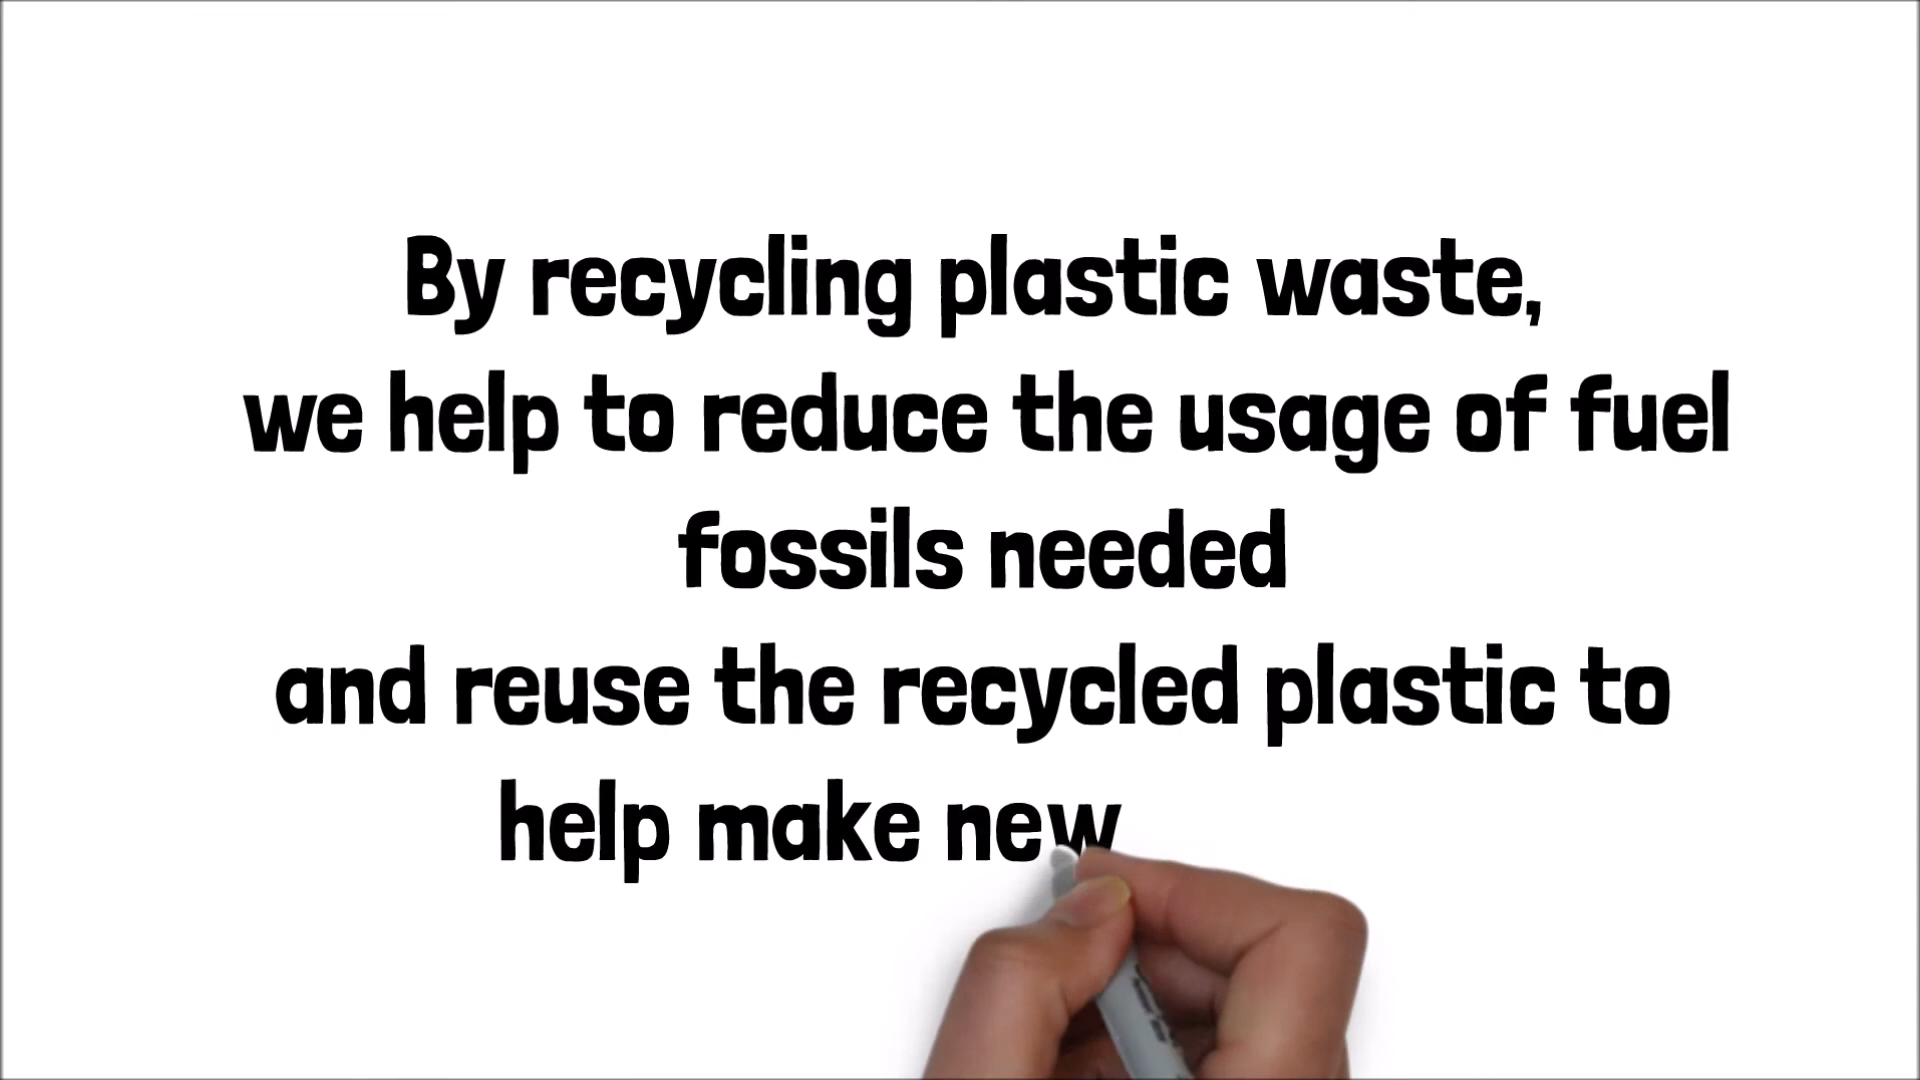 By recycling plastic waste,
we help to reduce the usage of fuel
fossils needed
and reuse the recycled plastic to
help make new